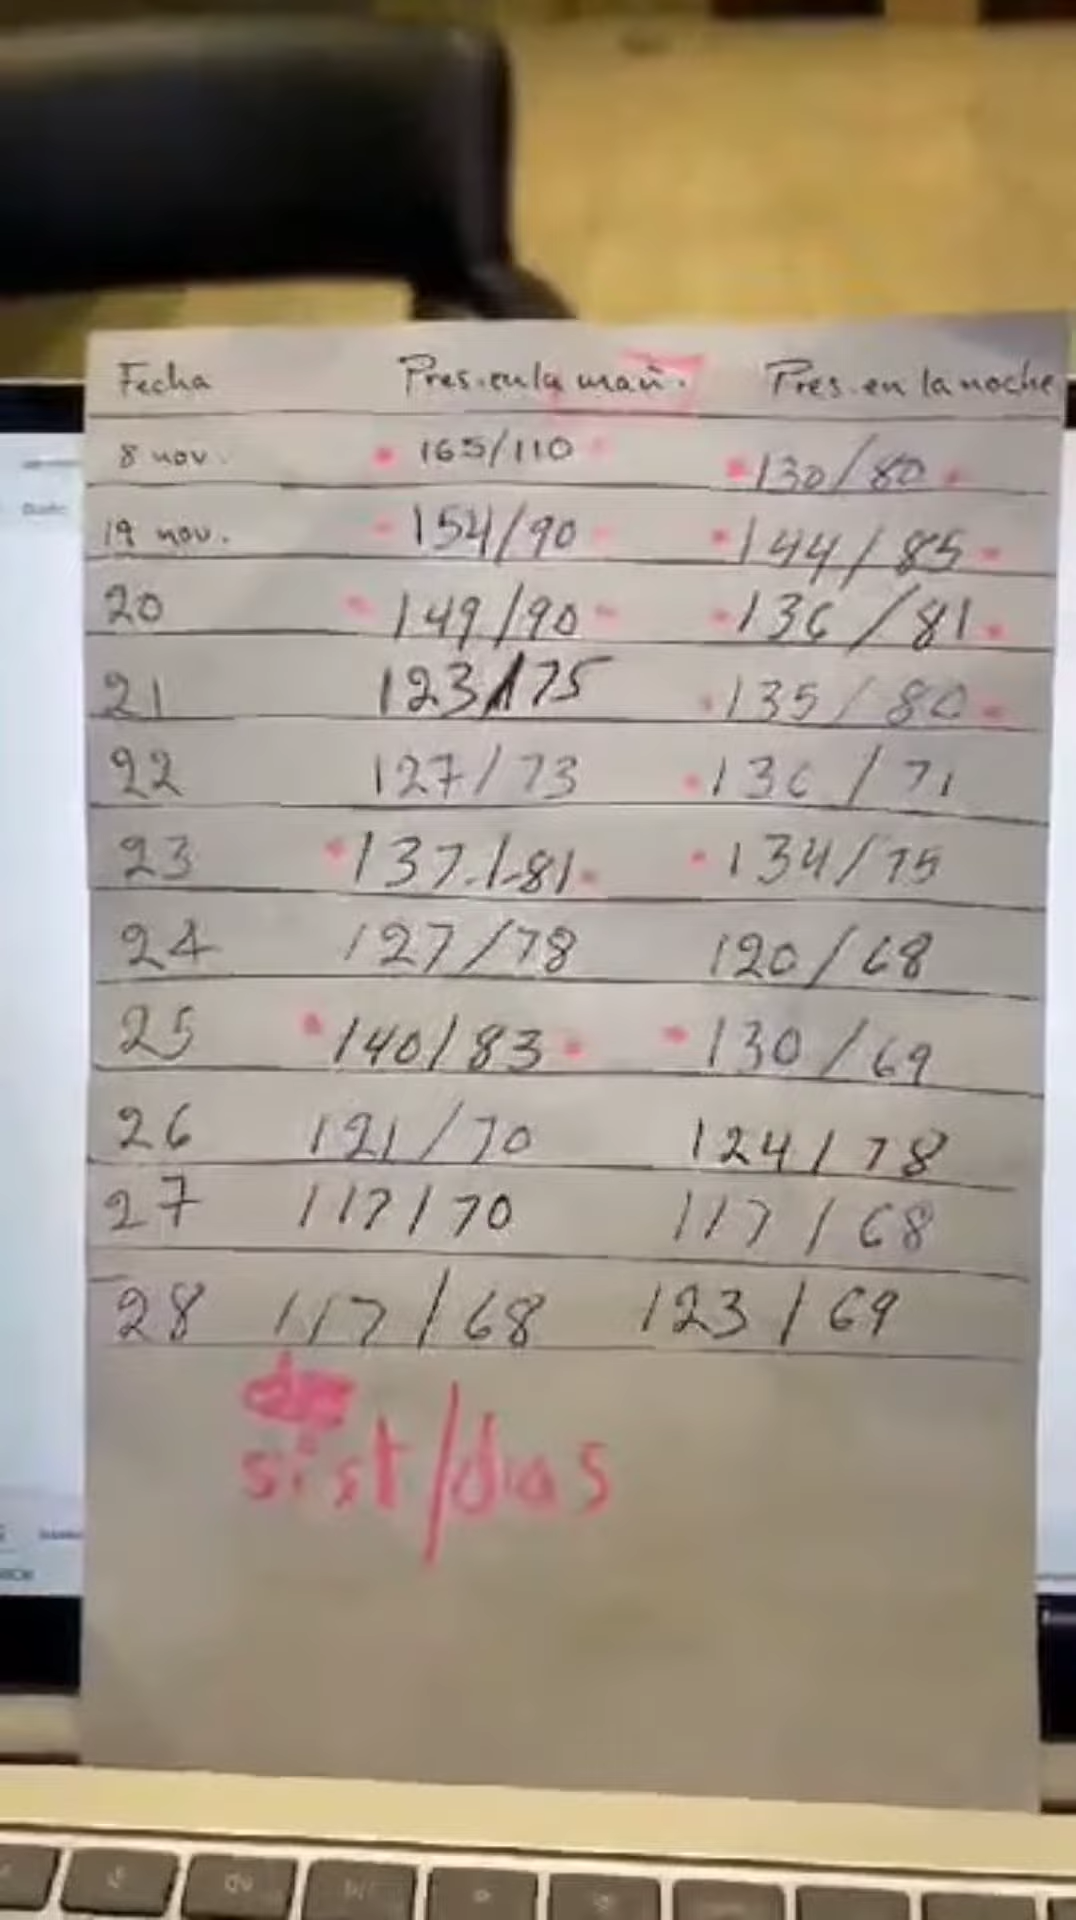 Fecha Pres. en la mañ. Pres. en la noche
8 nov. 165/110 130/80
19 nov. 154/90 144/85
20 149/90 136/81
21 123/75 135/80
22 127/73 136/71
23 137/81 134/75
24 127/78 120/68
25 140/83 130/69
26 121/70 124/78
27 117/70 117/68
28 117/68 123/69
sist/dias